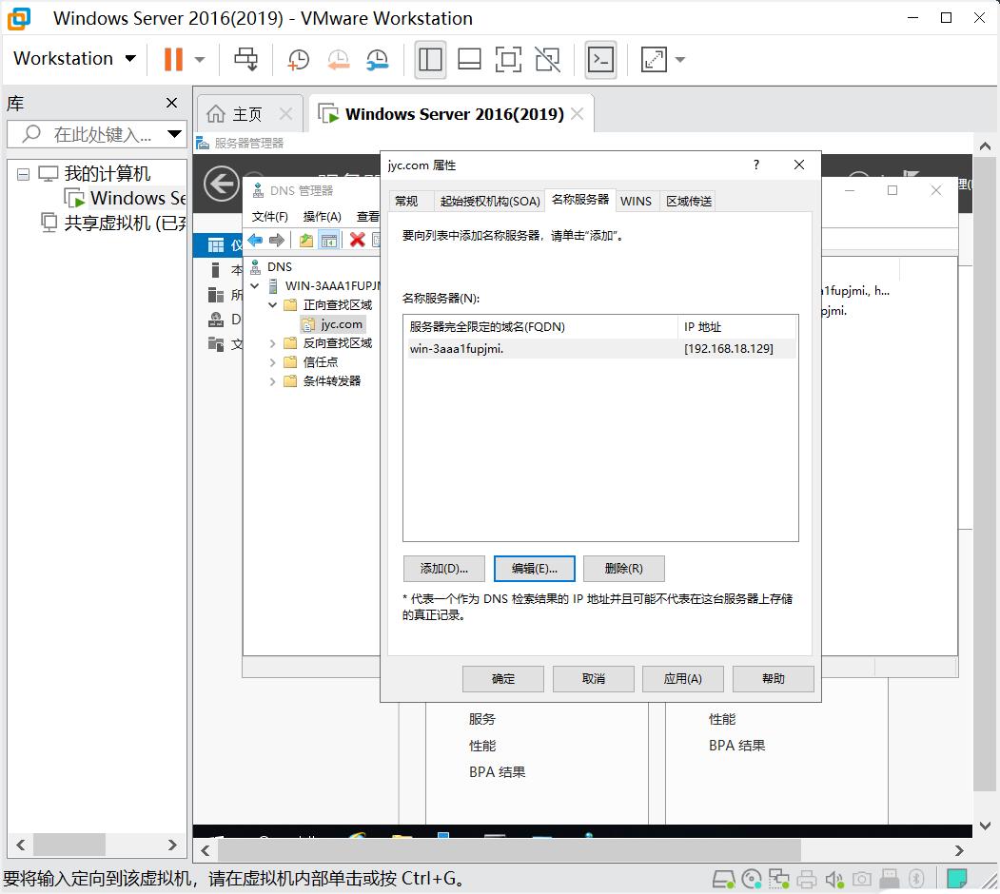 Windows Server 2016(2019) - VMware Workstation
Workstation
库
主页
Windows Server 2016(2019)
在此处键入...
我的计算机
Windows Se
共享虚拟机 (已弃
服务器管理器
DNS 管理器
文件(F) 操作(A) 查看
DNS
WIN-3AAA1FUPJM
正向查找区域
jyc.com
反向查找区域
信任点
条件转发器
jyc.com 属性
常规 起始授权机构(SOA) 名称服务器 WINS 区域传送
要向列表中添加名称服务器，请单击“添加”。
名称服务器(N):
服务器完全限定的域名(FQDN) IP 地址
win-3aaa1fupjmi. [192.168.18.129]
添加(D)... 编辑(E)... 删除(R)
* 代表一个作为 DNS 检索结果的 IP 地址并且可能不代表在这台服务器上存储
的真正记录。
确定 取消 应用(A) 帮助
a1fupjmi., h...
pjmi.
服务
性能
BPA 结果
性能
BPA 结果
要将输入定向到该虚拟机，请在虚拟机内部单击或按 Ctrl+G。